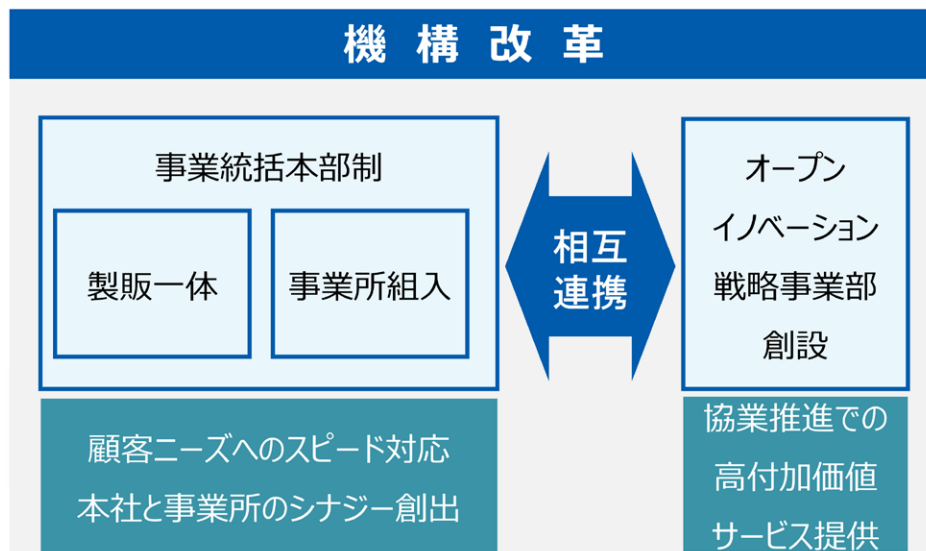 機構改革
事業統括本部制
製販一体
事業所組入
相互
連携
オープン
イノベーション
戦略事業部
創設
顧客ニーズへのスピード対応
本社と事業所のシナジー創出
協業推進での
高付加価値
サービス提供